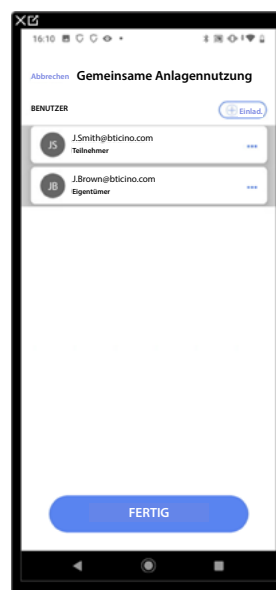 16:10
Abbrechen Gemeinsame Anlagennutzung
BENUTZER
Einlad.
JS
J.Smith@bticino.com
Teilnehmer
JB
J.Brown@bticino.com
Eigentümer
FERTIG